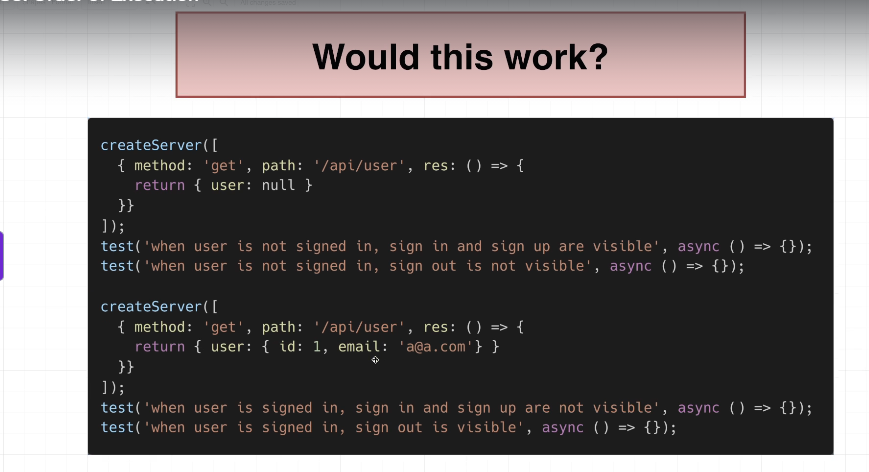 Order of Execution
Would this work?
createServer([
  { method: 'get', path: '/api/user', res: () => {
    return { user: null }
  }}
]);
test('when user is not signed in, sign in and sign up are visible', async () => {});
test('when user is not signed in, sign out is not visible', async () => {});
createServer([
  { method: 'get', path: '/api/user', res: () => {
    return { user: { id: 1, email: 'a@a.com'} }
  }}
]);
test('when user is signed in, sign in and sign up are not visible', async () => {});
test('when user is signed in, sign out is visible', async () => {});